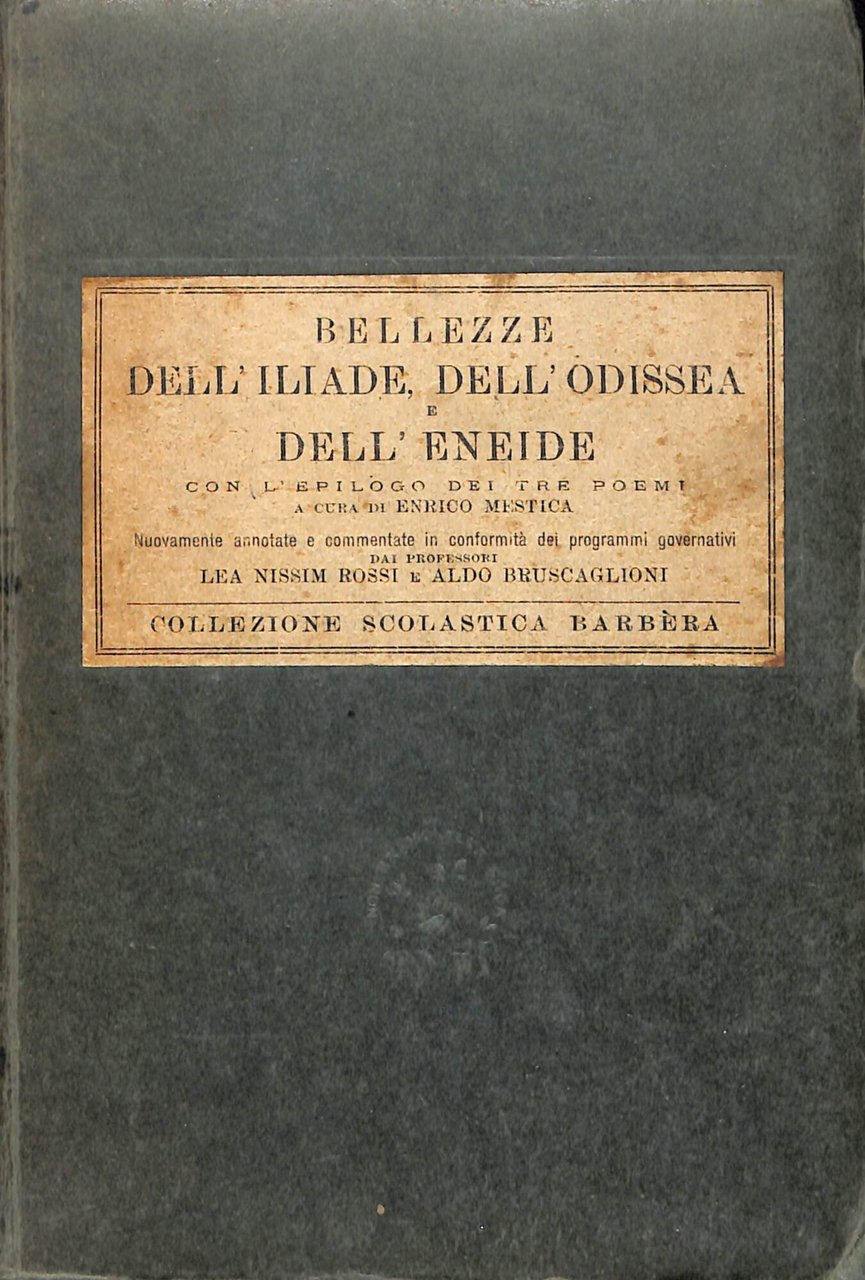 BELLEZZE
DELL' ILIADE, DELL' ODISSEA
E
DELL' ENEIDE
CON L'EPILOGO DEI TRE POEMI
A CURA DI ENRICO MESTICA
Nuovamente annotate e commentate in conformità dei programmi governativi
DAI PROFESSORI
LEA NISSIM ROSSI E ALDO BRUSCAGLIONI
COLLEZIONE SCOLASTICA BARBÈRA